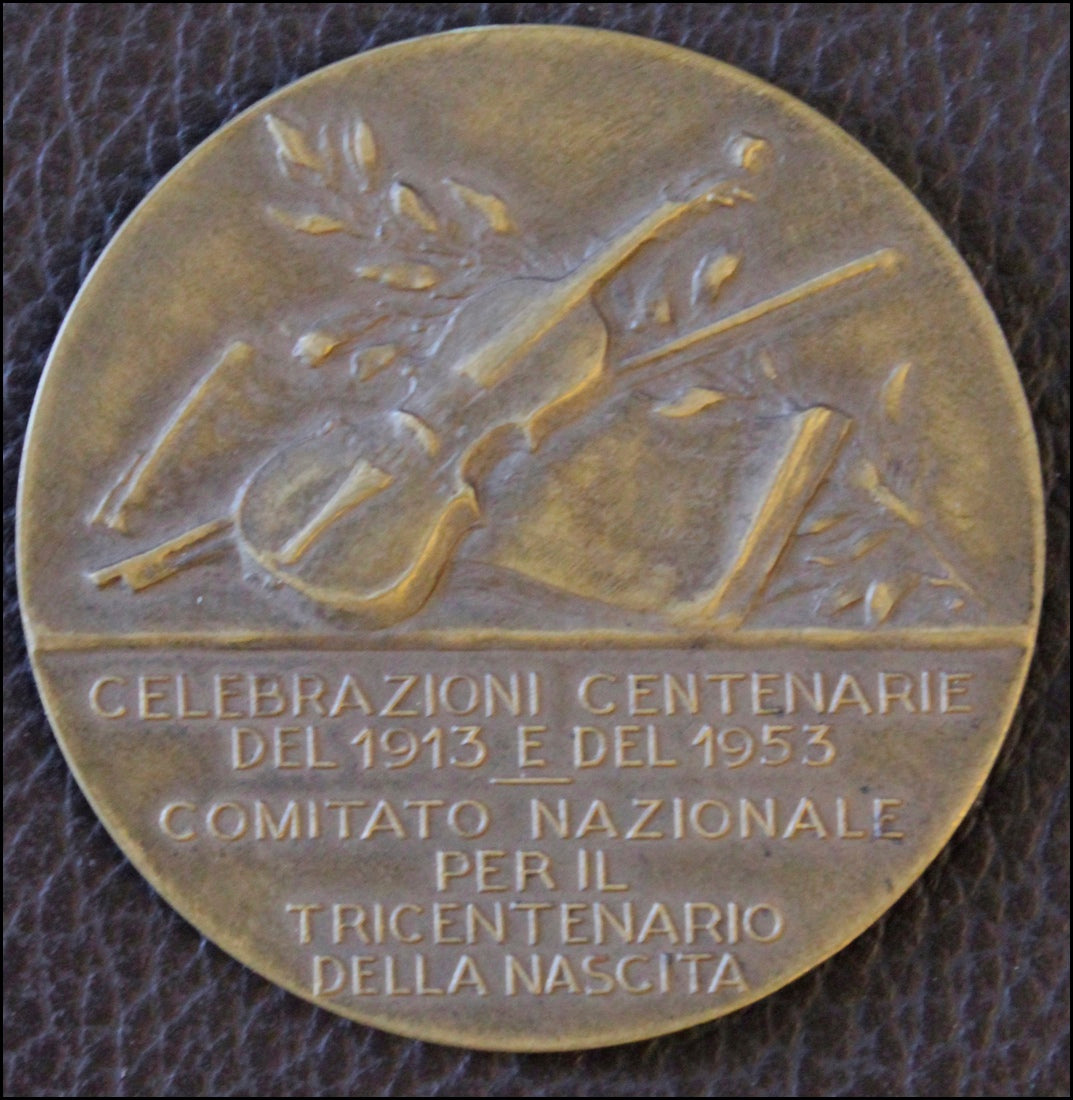 CELEBRAZIONI CENTENARIE
DEL 1913 E DEL 1953
COMITATO NAZIONALE
PER IL
TRICENTENARIO
DELLA NASCITA